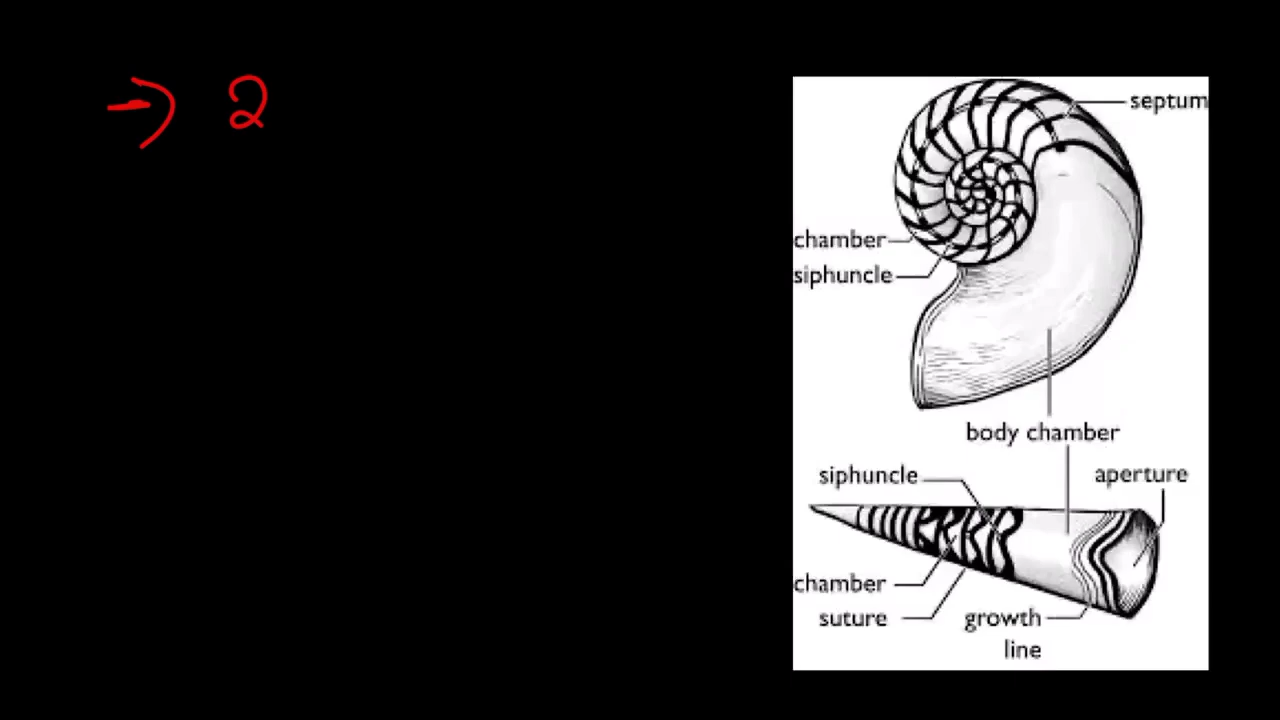 → 2
septum
chamber
siphuncle
body chamber
siphuncle
aperture
chamber
suture
growth
line